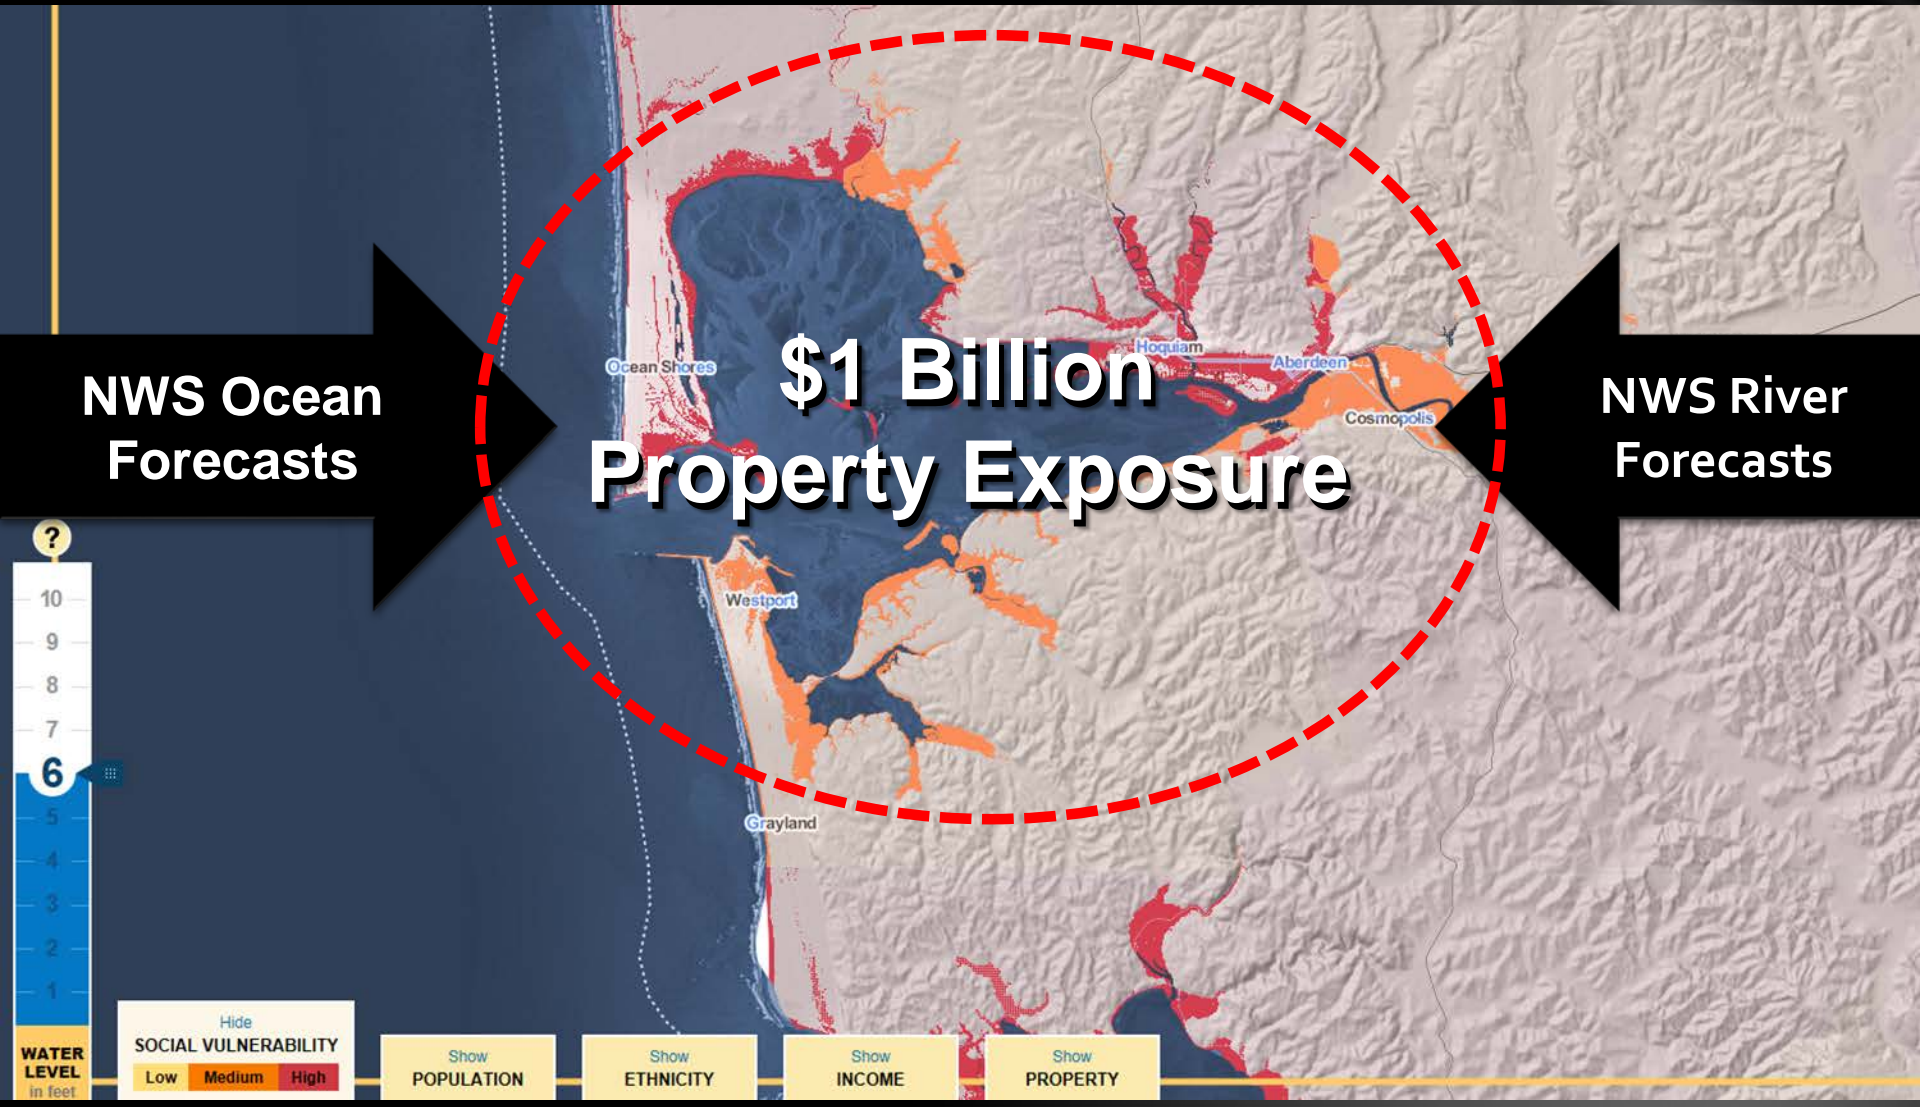 Hoquiam
Aberdeen
Ocean Shores
$1 Billion
Property Exposure
NWS Ocean
Forecasts
NWS River
Forecasts
Cosmopolis
Westport
Grayland
?
10
9
8
7
6
5
4
3
2
1
WATER
LEVEL
in feet
Hide
SOCIAL VULNERABILITY
Low Medium High
Show
POPULATION
Show
ETHNICITY
Show
INCOME
Show
PROPERTY